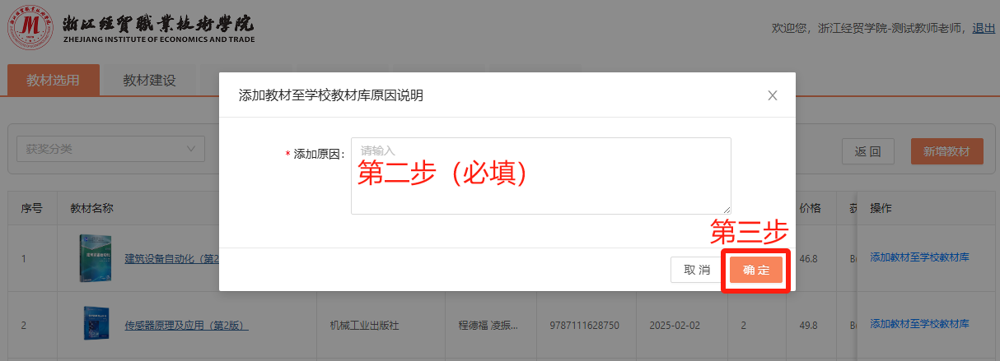 浙江经贸職業技術學院
ZHEJIANG INSTITUTE OF ECONOMICS AND TRADE
欢迎您，浙江经贸学院-测试教师老师，退出
教材选用 教材建设
添加教材至学校教材库原因说明
获奖分类
* 添加原因：
请输入
第二步（必填）
返 回 新增教材
序号 教材名称 价格 操作
第三步
1 建筑设备自动化（第2 46.8 添加教材至学校教材库
取 消 确 定
2 传感器原理及应用（第2版） 机械工业出版社 程德福 凌振... 9787111628750 2025-02-02 2 49.8 添加教材至学校教材库